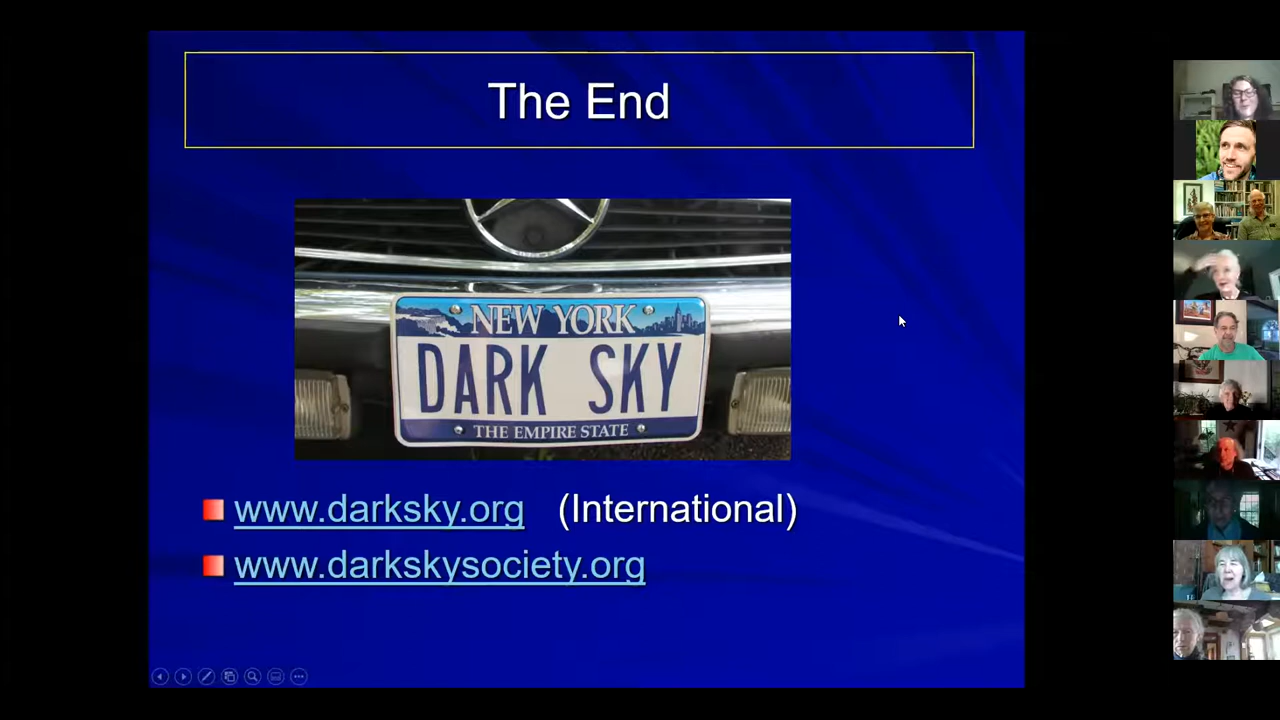 The End
NEW YORK
DARK SKY
THE EMPIRE STATE
www.darksky.org (International)
www.darkskysociety.org